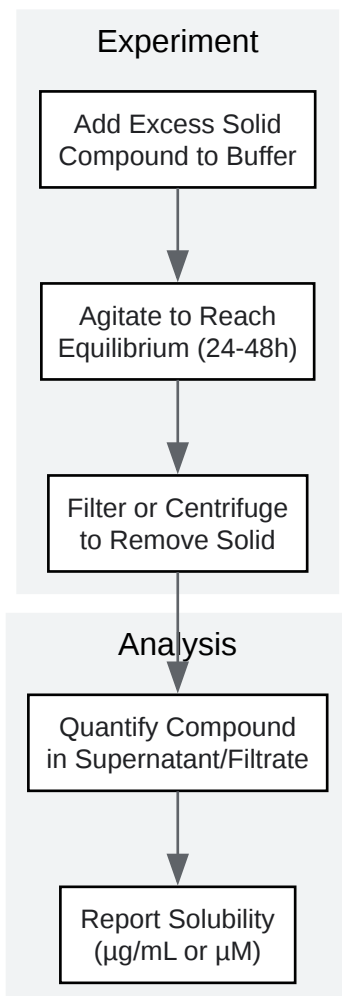 Experiment
Add Excess Solid
Compound to Buffer
Agitate to Reach
Equilibrium (24-48h)
Filter or Centrifuge
to Remove Solid
Analysis
Quantify Compound
in Supernatant/Filtrate
Report Solubility
(µg/mL or µM)